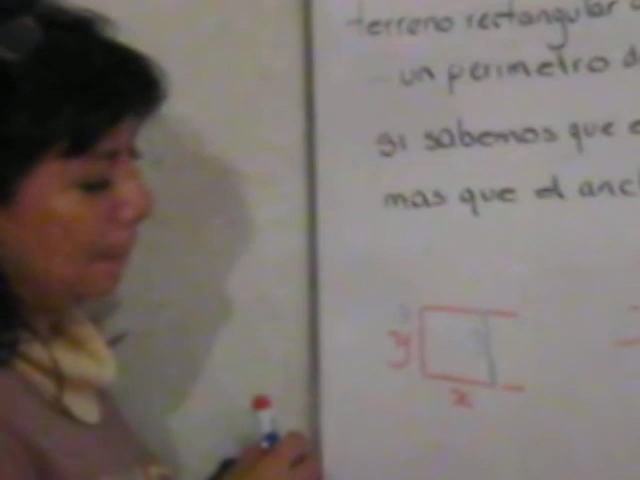 terreno rectangular
un perimetro d
si sabemos que e
mas que el anc
y
x